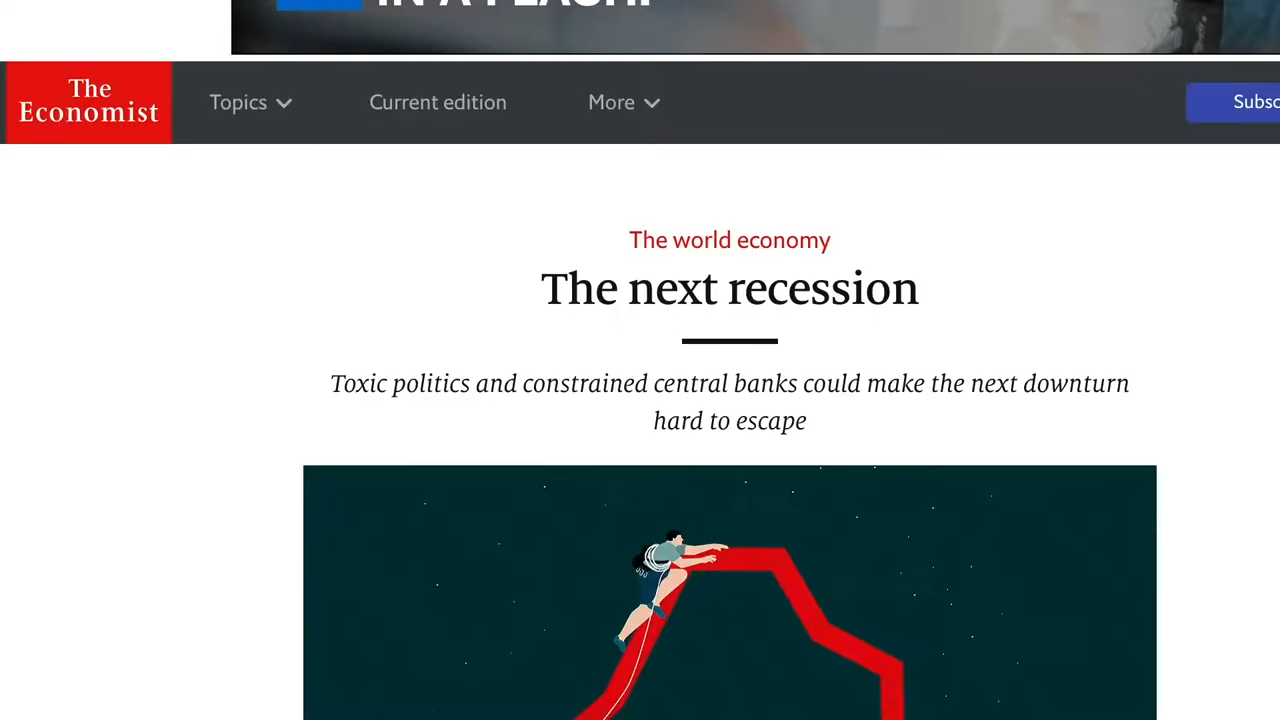 The
Economist
Topics
Current edition
More
The world economy
The next recession
Toxic politics and constrained central banks could make the next downturn
hard to escape